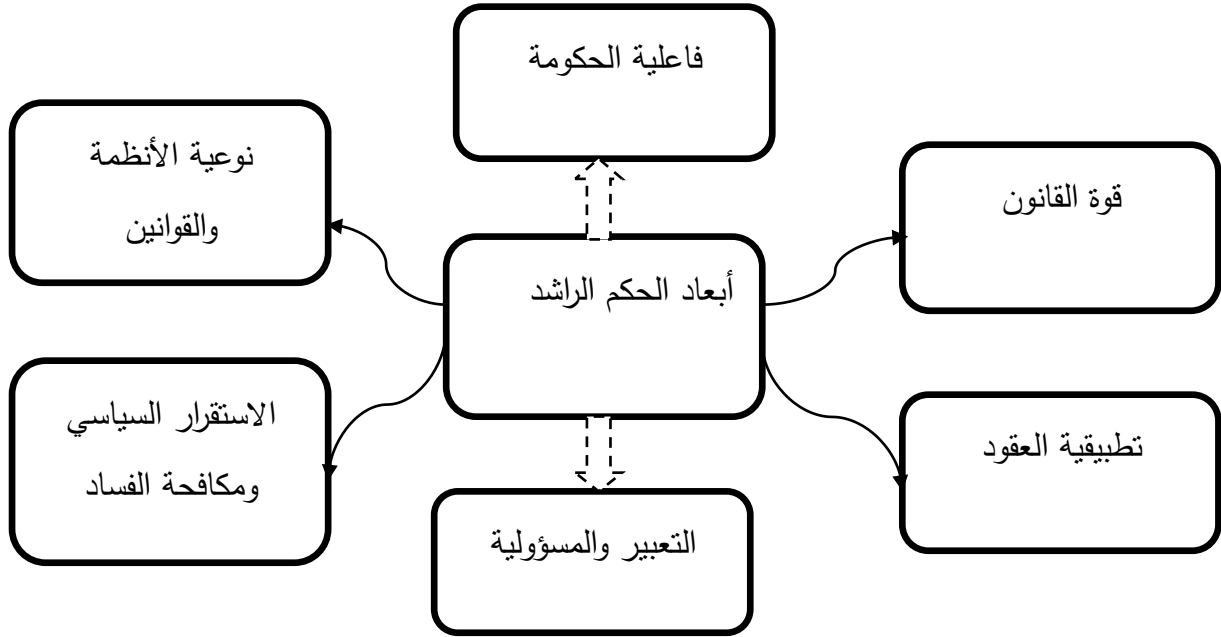 فاعلية الحكومة
نوعية الأنظمة
والقوانين
قوة القانون
أبعاد الحكم الراشد
الاستقرار السياسي
ومكافحة الفساد
تطبيقية العقود
التعبير والمسؤولية